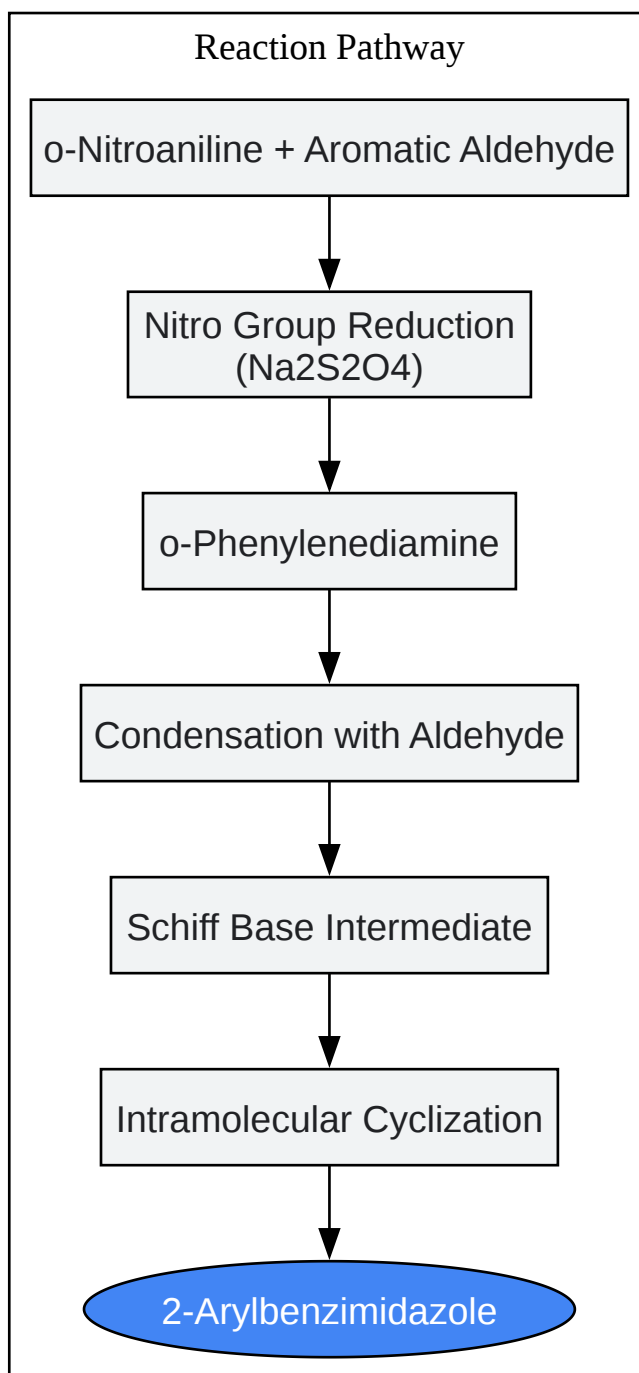 Reaction Pathway
o-Nitroaniline + Aromatic Aldehyde
Nitro Group Reduction
(Na2S2O4)
o-Phenylenediamine
Condensation with Aldehyde
Schiff Base Intermediate
Intramolecular Cyclization
2-Arylbenzimidazole